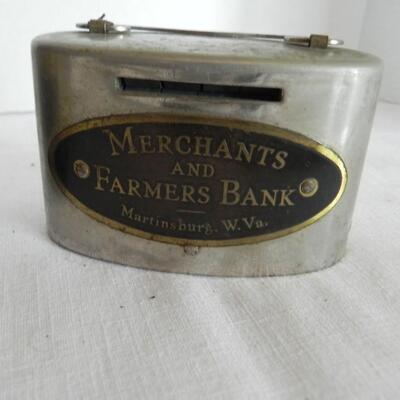 MERCHANTS
AND
FARMERS BANK
Martinsburg, W. Va.